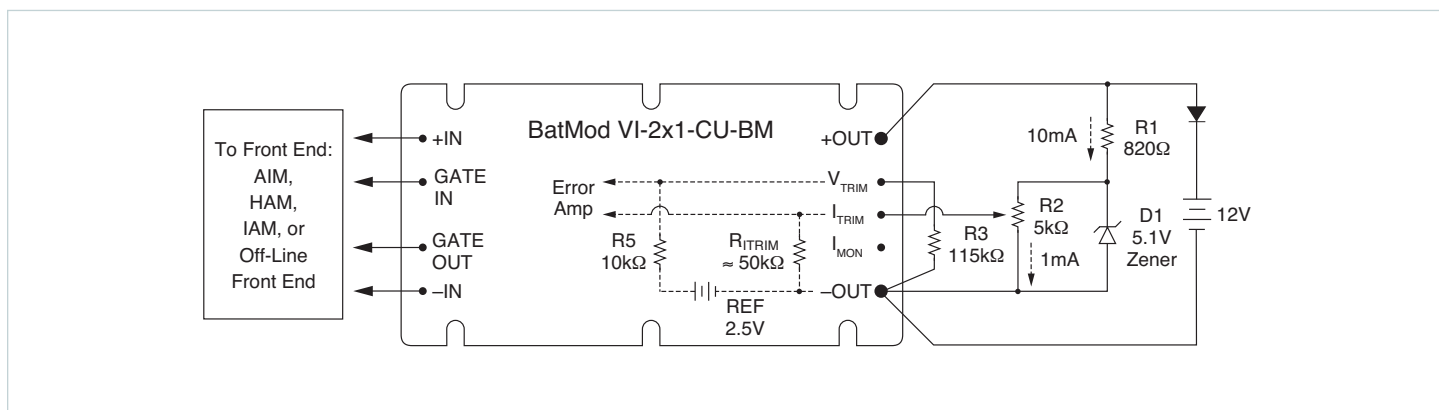 To Front End:
AIM,
HAM,
IAM, or
Off-Line
Front End
BatMod VI-2x1-CU-BM
+IN
GATE
IN
GATE
OUT
–IN
Error
Amp
R5
10kΩ
RITRIM
≈ 50kΩ
REF
2.5V
+OUT
VTRIM
ITRIM
IMON
–OUT
R3
115kΩ
10mA
R1
820Ω
R2
5kΩ
1mA
D1
5.1V
Zener
12V